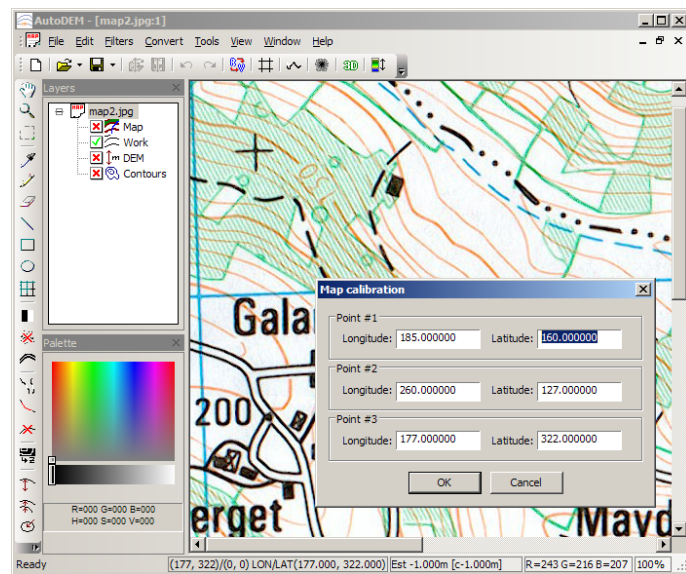 AutoDEM - [map2.jpg:1]
File Edit Filters Convert Tools View Window Help
3D
Layers
map2.jpg
Map
Work
DEM
Contours
Palette
R=000 G=000 B=000
H=000 S=000 V=000
Gala
200
erget
Mayd
Map calibration
Point #1
Longitude: 185.000000 Latitude: 160.000000
Point #2
Longitude: 260.000000 Latitude: 127.000000
Point #3
Longitude: 177.000000 Latitude: 322.000000
OK Cancel
Ready (177, 322)/(0, 0) LON/LAT(177.000, 322.000) Est -1.000m [c-1.000m] R=243 G=216 B=207 100%